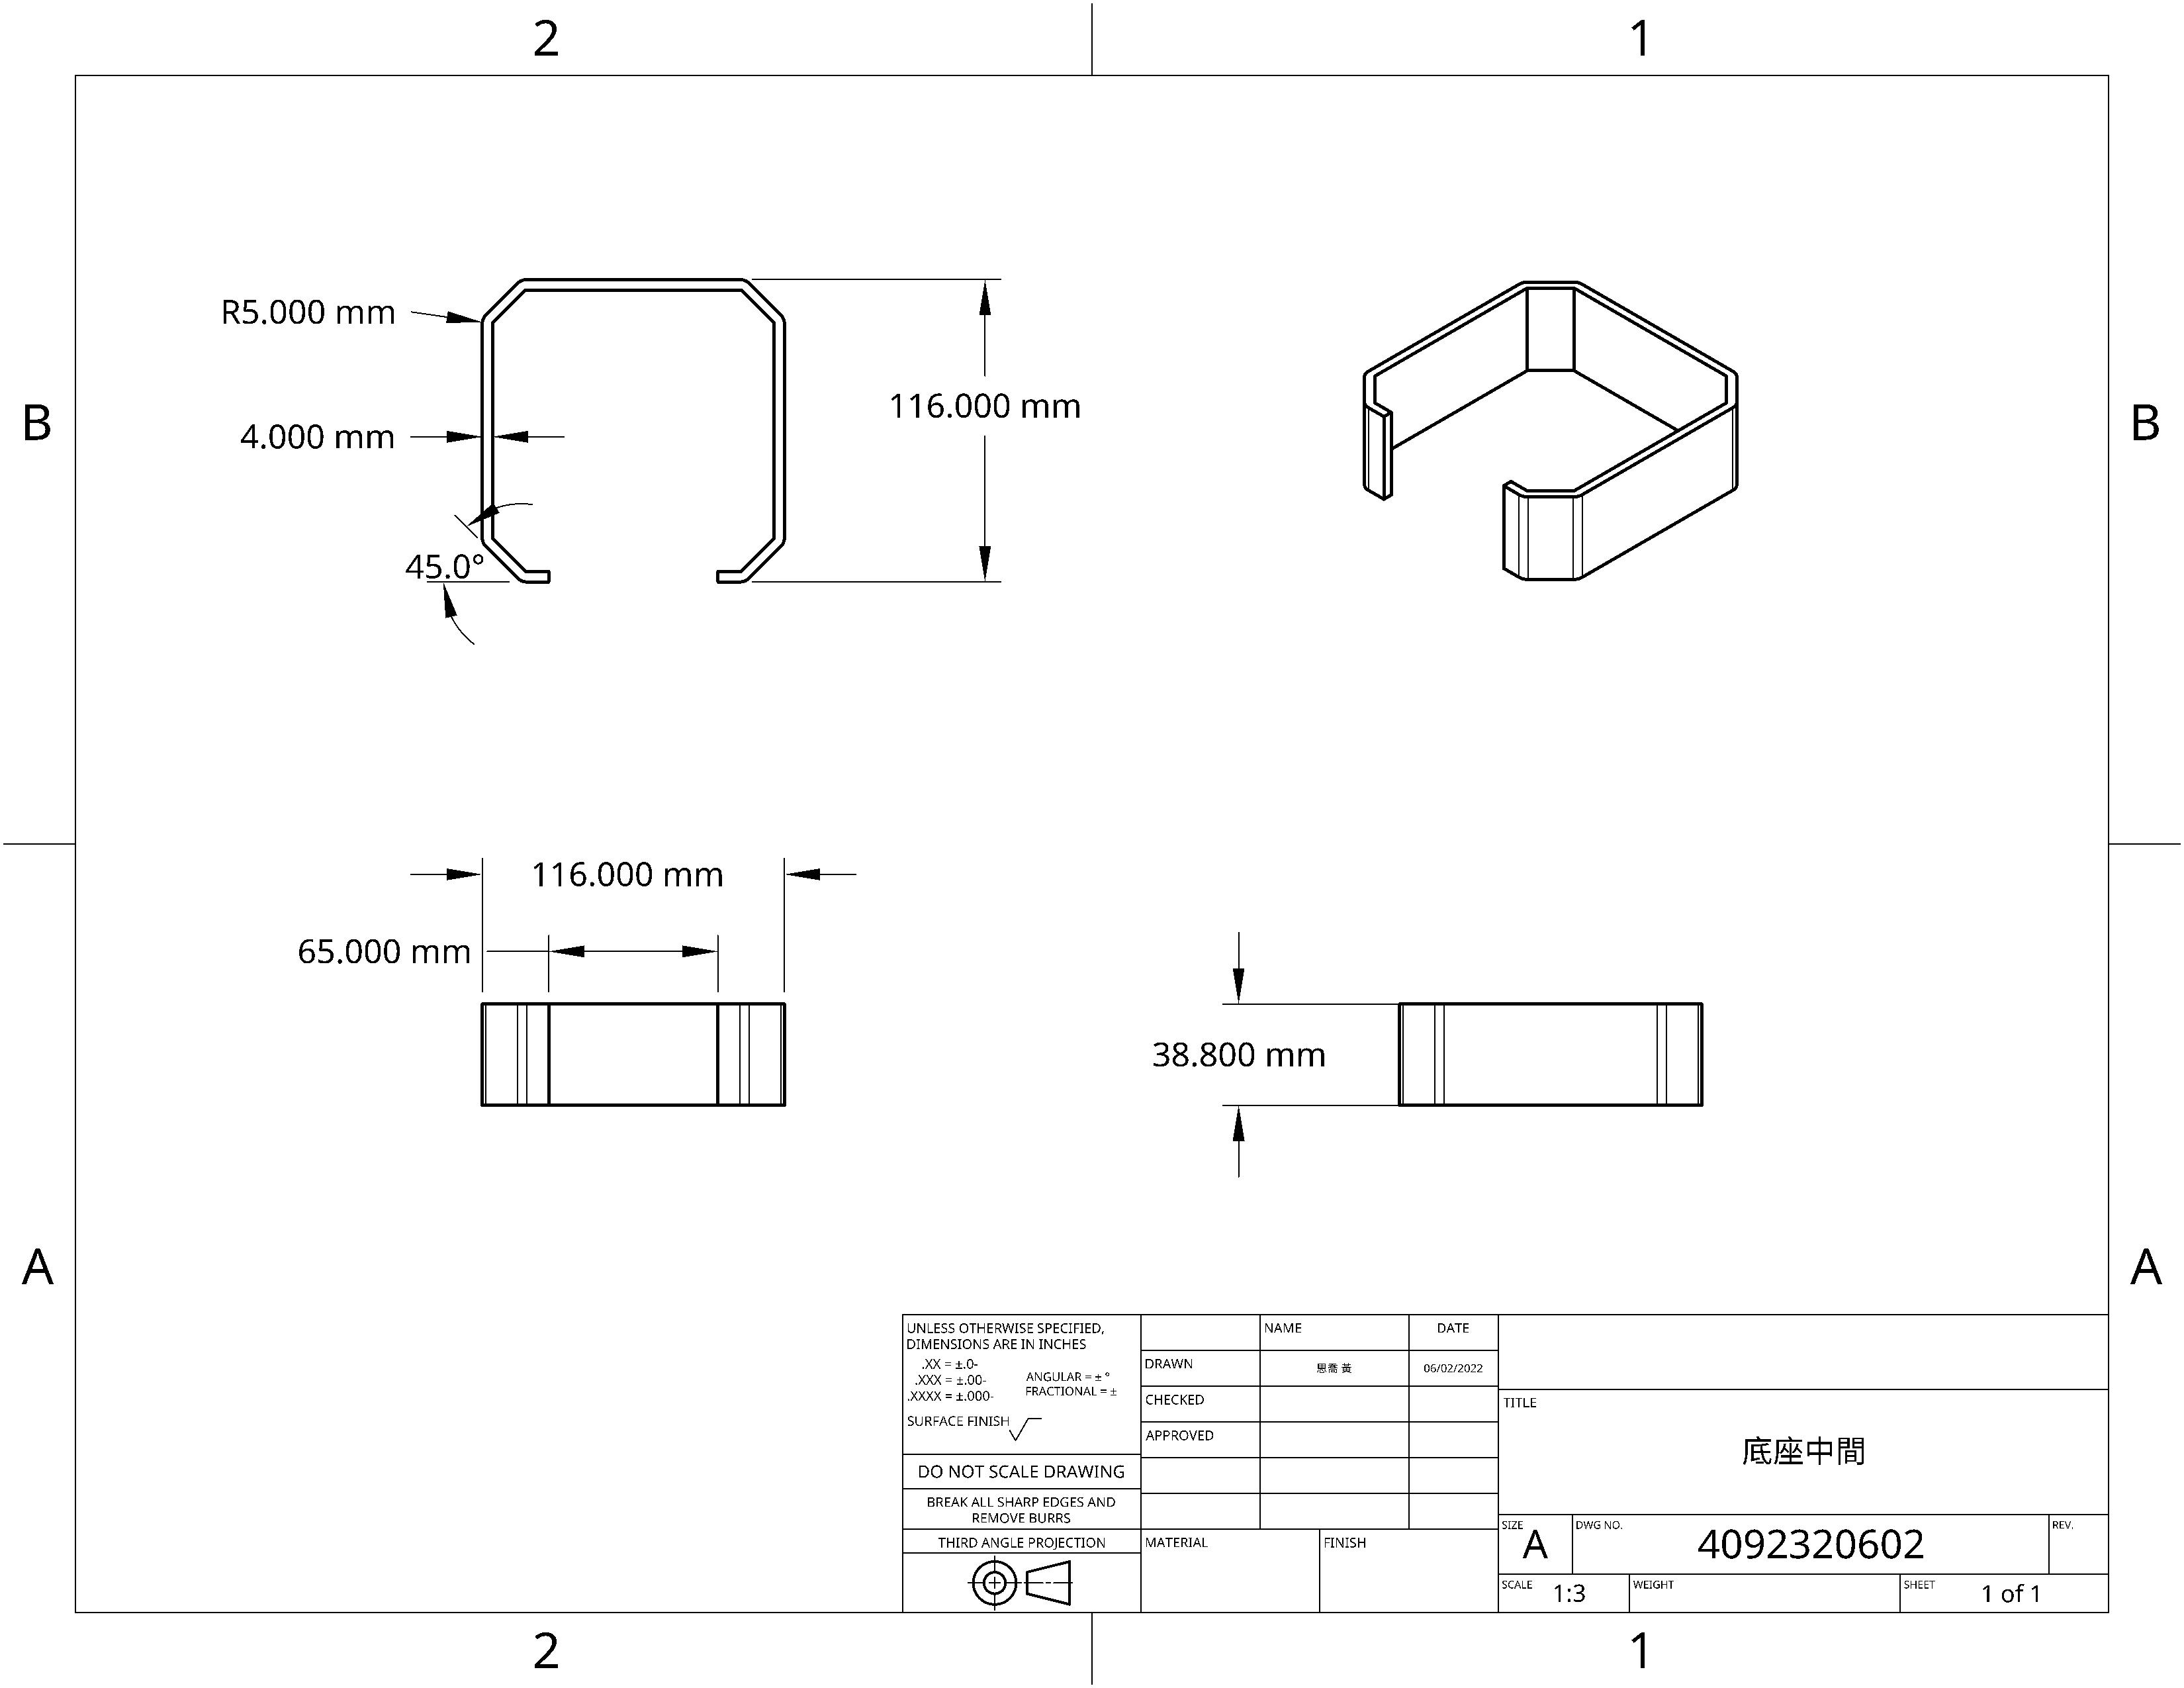 2 1
B B
R5.000 mm
4.000 mm
116.000 mm
45.0°
116.000 mm
65.000 mm
38.800 mm
A A
UNLESS OTHERWISE SPECIFIED,
DIMENSIONS ARE IN INCHES
.XX = ±.0-
.XXX = ±.00-
.XXXX = ±.000-
ANGULAR = ± °
FRACTIONAL = ±
SURFACE FINISH
DO NOT SCALE DRAWING
BREAK ALL SHARP EDGES AND
REMOVE BURRS
THIRD ANGLE PROJECTION
NAME DATE
DRAWN 思喬 黃 06/02/2022
CHECKED
APPROVED
MATERIAL FINISH
TITLE
底座中間
SIZE A DWG NO. 4092320602 REV.
SCALE 1:3 WEIGHT SHEET 1 of 1
2 1